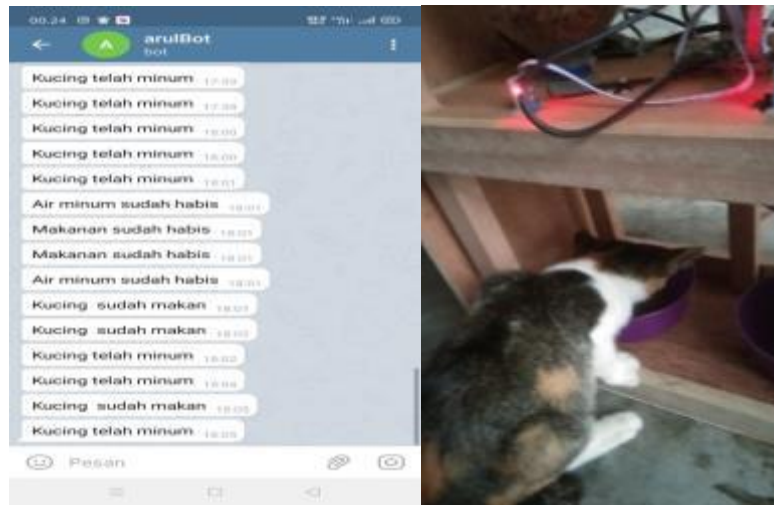 00.24
arulBot
bot
Kucing telah minum
Kucing telah minum
Kucing telah minum
Kucing telah minum
Kucing telah minum
Air minum sudah habis
Makanan sudah habis
Makanan sudah habis
Air minum sudah habis
Kucing sudah makan
Kucing sudah makan
Kucing telah minum
Kucing telah minum
Kucing sudah makan
Kucing telah minum
Pesan